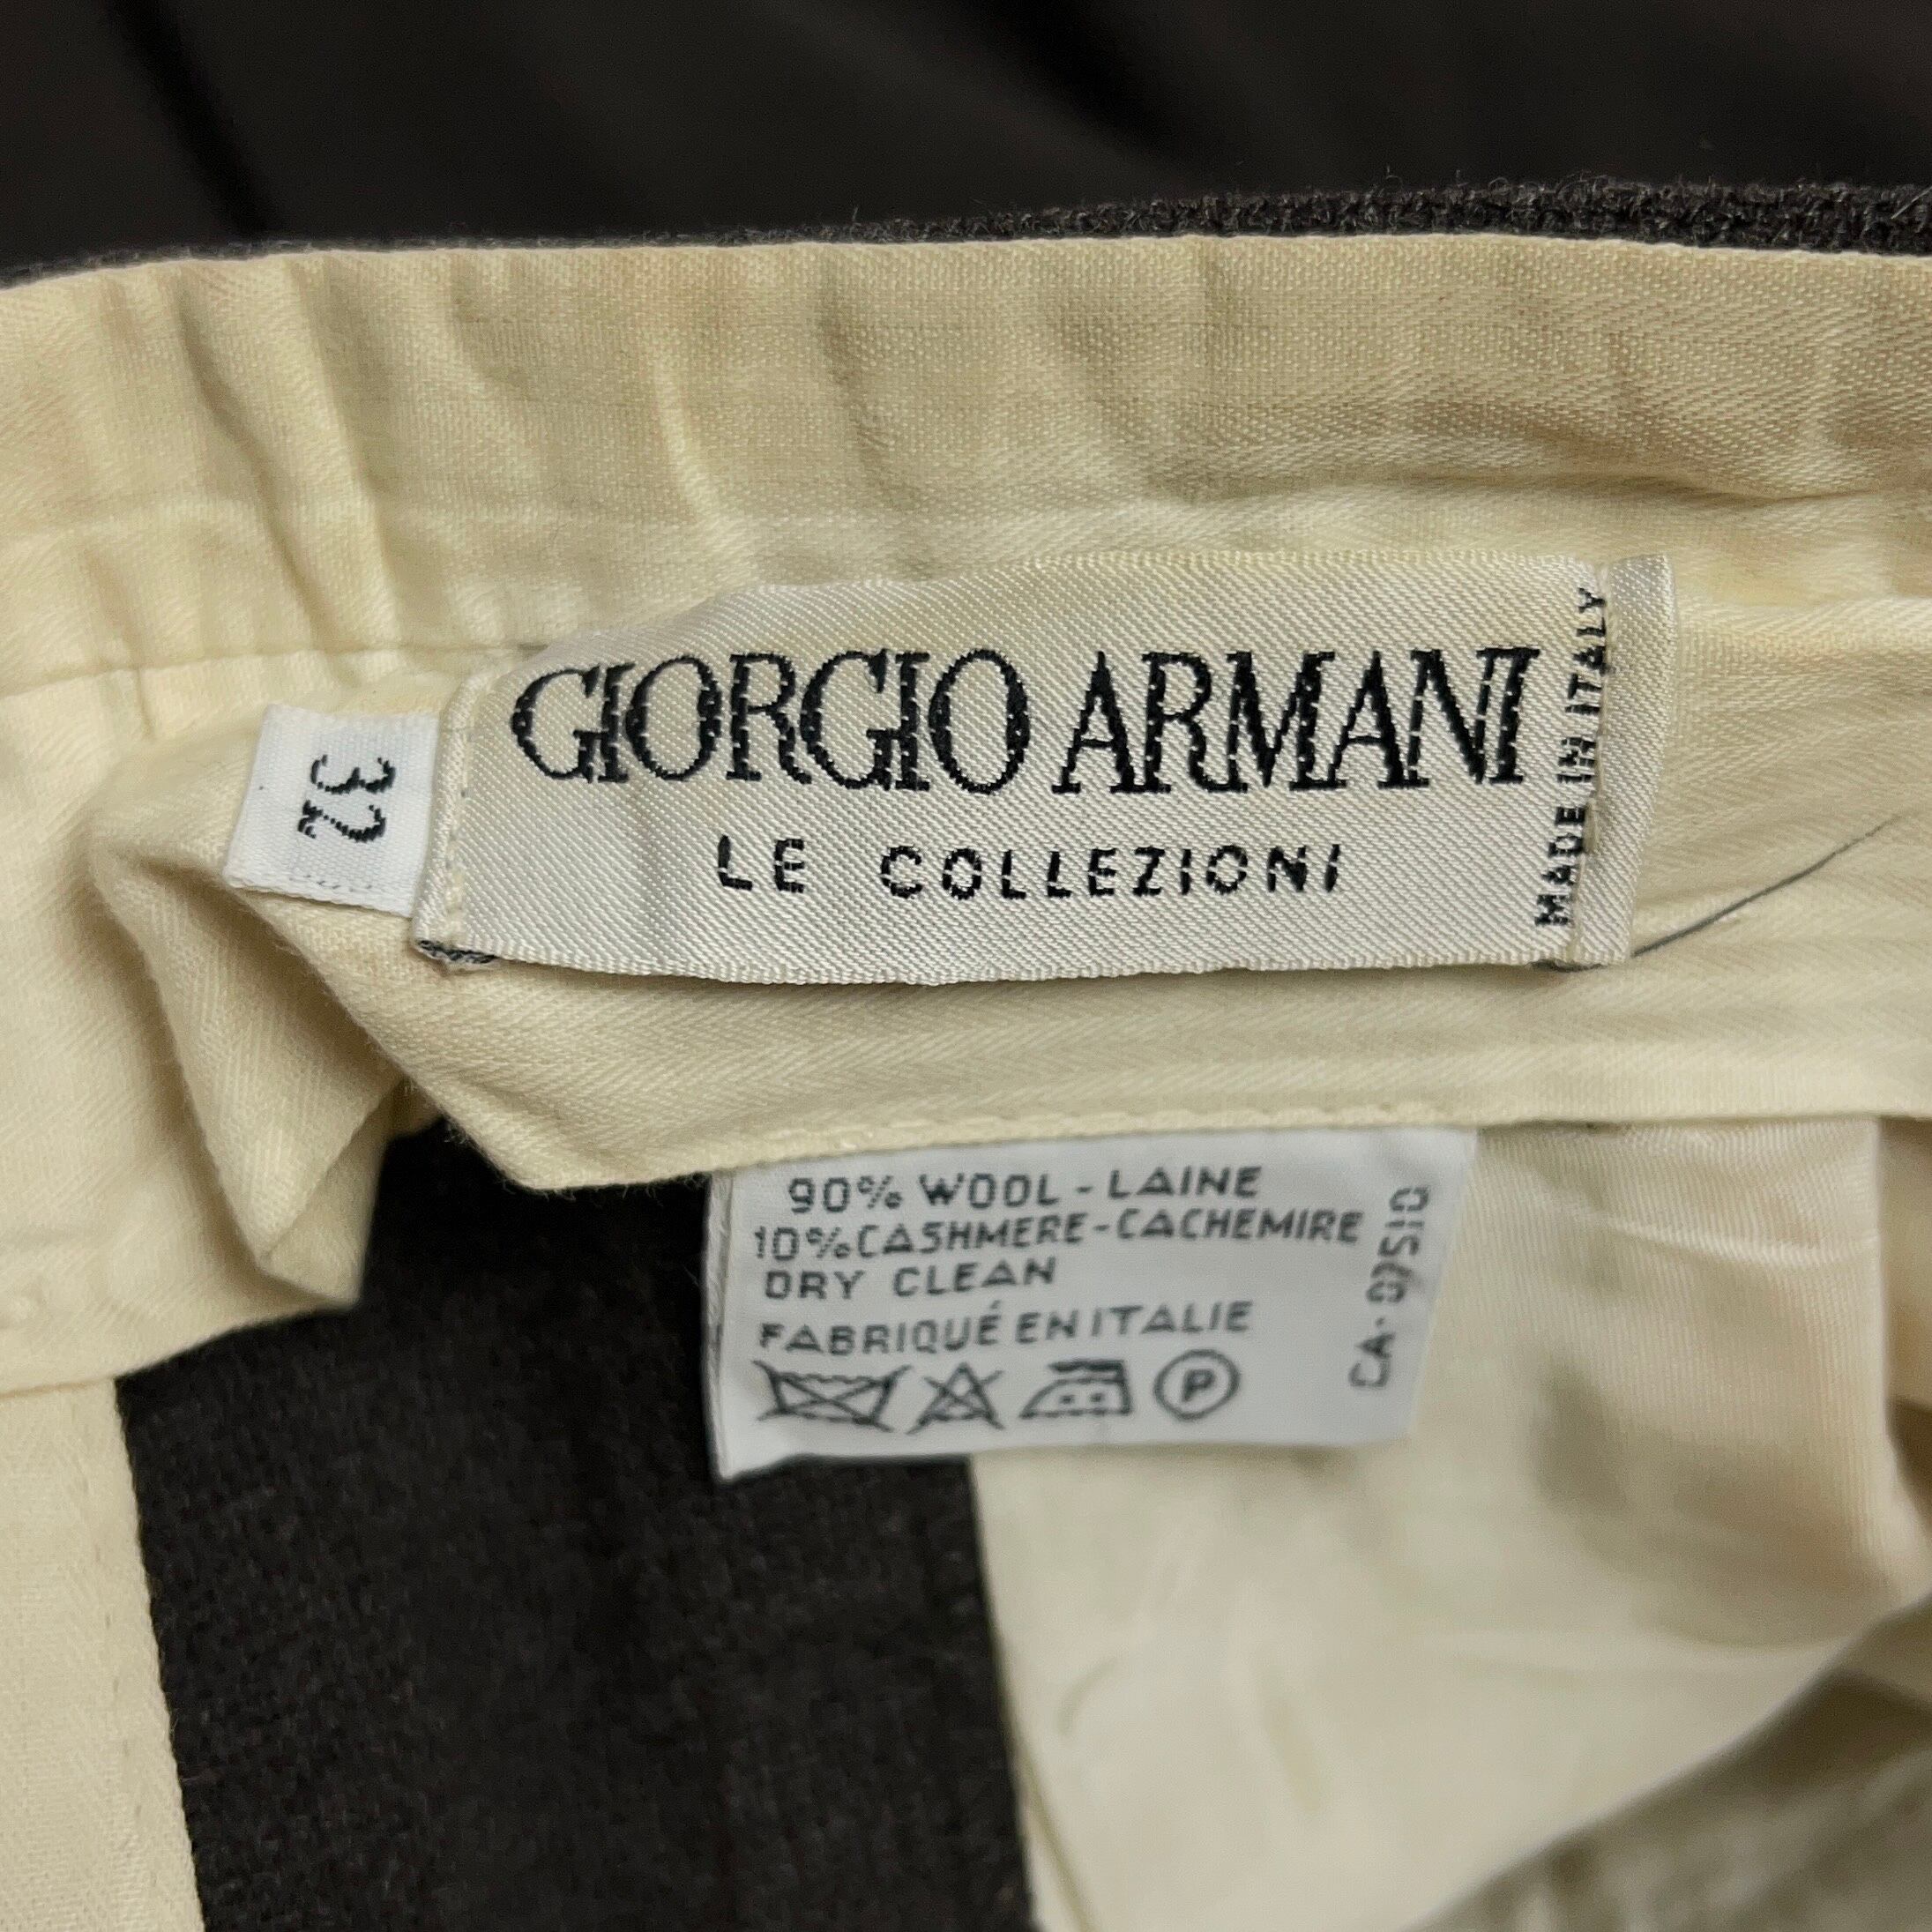 GIORGIO ARMANI
LE COLLEZIONI
MADE IN ITALY
32
90% WOOL - LAINE
10% CASHMERE - CACHEMIRE
DRY CLEAN
FABRIQUÉ EN ITALIE
P
CA-07510